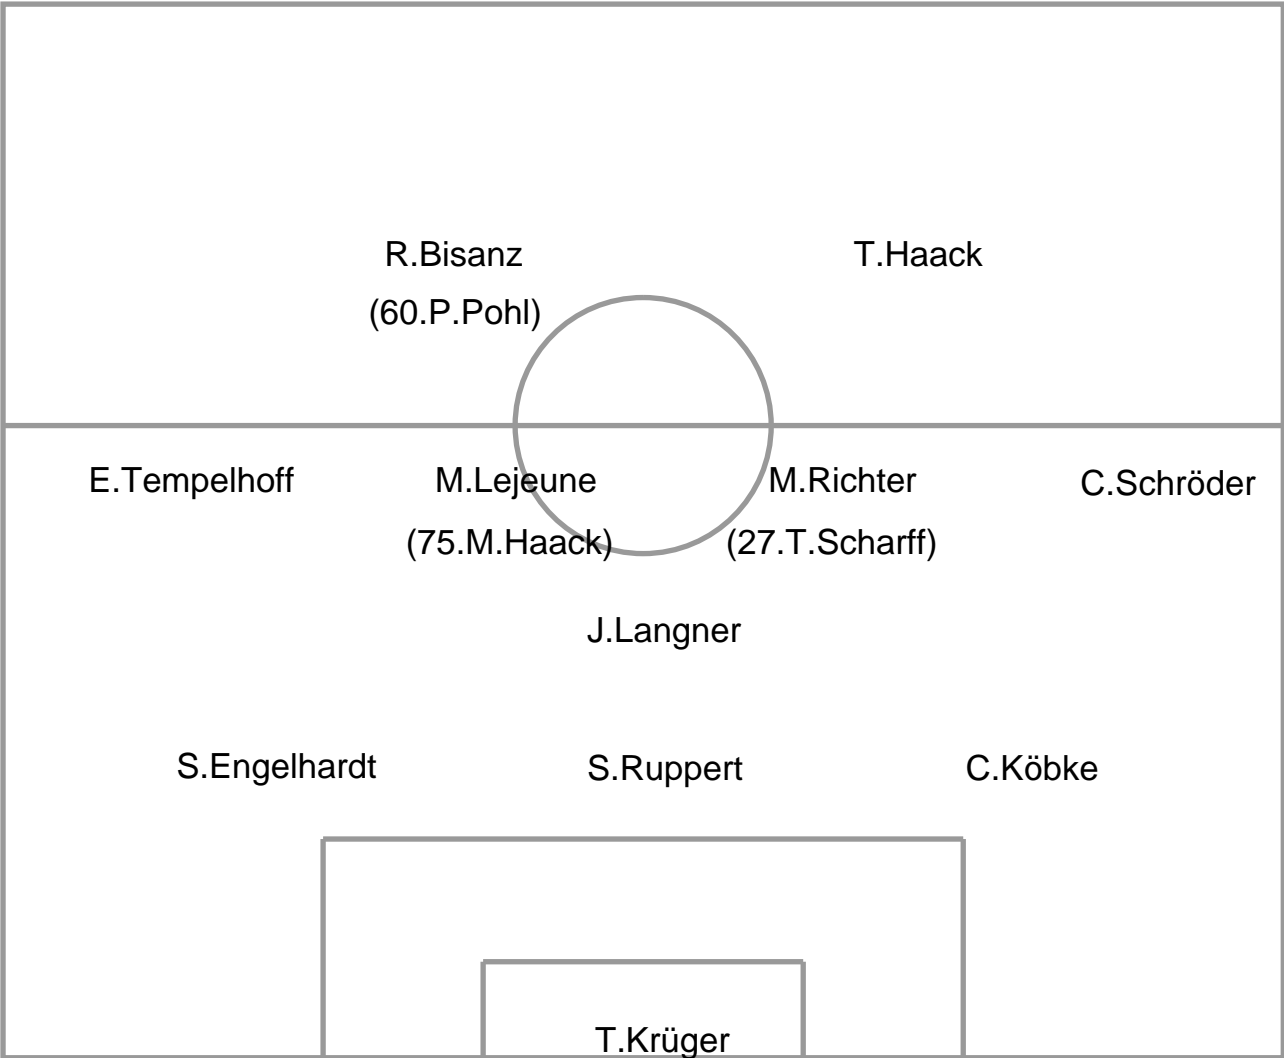 R.Bisanz
T.Haack
(60.P.Pohl)
E.Tempelhoff
M.Lejeune
M.Richter
C.Schröder
(75.M.Haack)
(27.T.Scharff)
J.Langner
S.Engelhardt
S.Ruppert
C.Köbke
T.Krüger